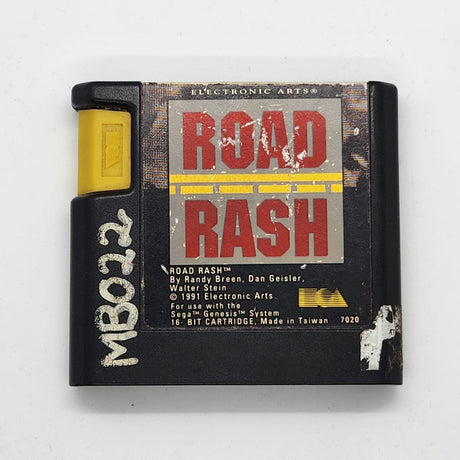 ELECTRONIC ARTS®
ROAD
RASH
ROAD RASH™
By Randy Breen, Dan Geisler,
Walter Stein
© 1991 Electronic Arts.
For use with the
Sega™ Genesis™ System
16-BIT CARTRIDGE, Made in Taiwan 7020
MB022